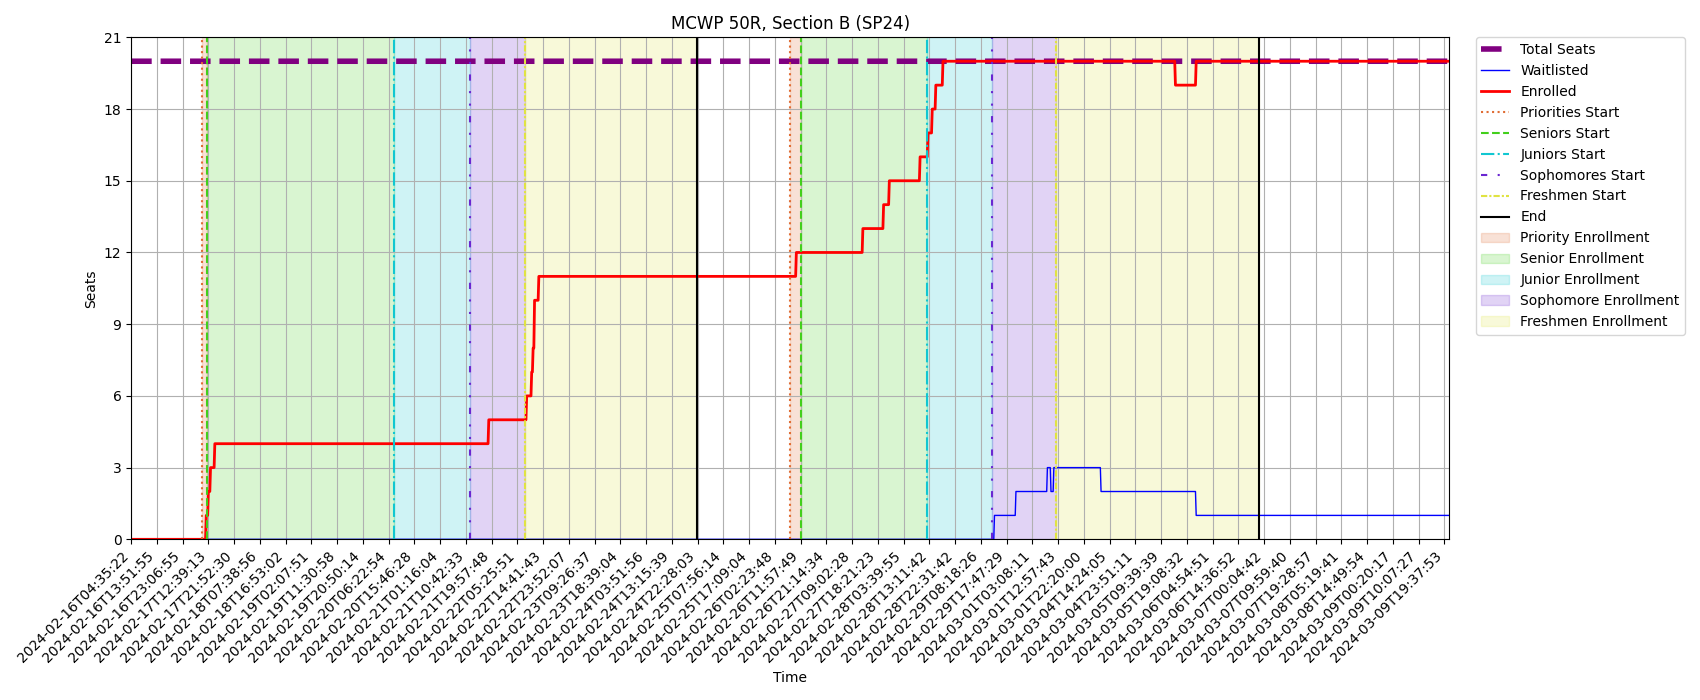 MCWP 50R, Section B (SP24)
21
18
15
12
9
6
3
0
Seats
2024-02-16T04:35:22
2024-02-16T13:51:55
2024-02-16T23:06:55
2024-02-17T12:39:13
2024-02-17T21:52:30
2024-02-18T07:38:56
2024-02-18T16:53:02
2024-02-19T02:07:51
2024-02-19T11:30:58
2024-02-19T20:50:14
2024-02-20T06:22:54
2024-02-20T15:46:28
2024-02-21T01:16:04
2024-02-21T10:42:33
2024-02-21T19:57:48
2024-02-22T05:25:51
2024-02-22T14:41:43
2024-02-22T23:52:07
2024-02-23T09:26:37
2024-02-23T18:39:04
2024-02-24T03:51:56
2024-02-24T13:15:39
2024-02-24T22:28:03
2024-02-25T07:56:14
2024-02-25T17:09:04
2024-02-26T02:23:48
2024-02-26T11:57:49
2024-02-26T21:14:34
2024-02-27T09:02:28
2024-02-27T18:21:23
2024-02-28T03:39:55
2024-02-28T13:11:42
2024-02-28T22:31:42
2024-02-29T08:18:26
2024-02-29T17:47:29
2024-03-01T03:08:11
2024-03-01T12:57:43
2024-03-01T22:20:00
2024-03-04T14:24:05
2024-03-04T23:51:11
2024-03-05T09:39:39
2024-03-05T19:08:32
2024-03-06T04:54:51
2024-03-06T14:36:52
2024-03-07T00:04:42
2024-03-07T09:59:40
2024-03-07T19:28:57
2024-03-08T05:19:41
2024-03-08T14:49:54
2024-03-09T00:20:17
2024-03-09T10:07:27
2024-03-09T19:37:53
Time
Total Seats
Waitlisted
Enrolled
Priorities Start
Seniors Start
Juniors Start
Sophomores Start
Freshmen Start
End
Priority Enrollment
Senior Enrollment
Junior Enrollment
Sophomore Enrollment
Freshmen Enrollment